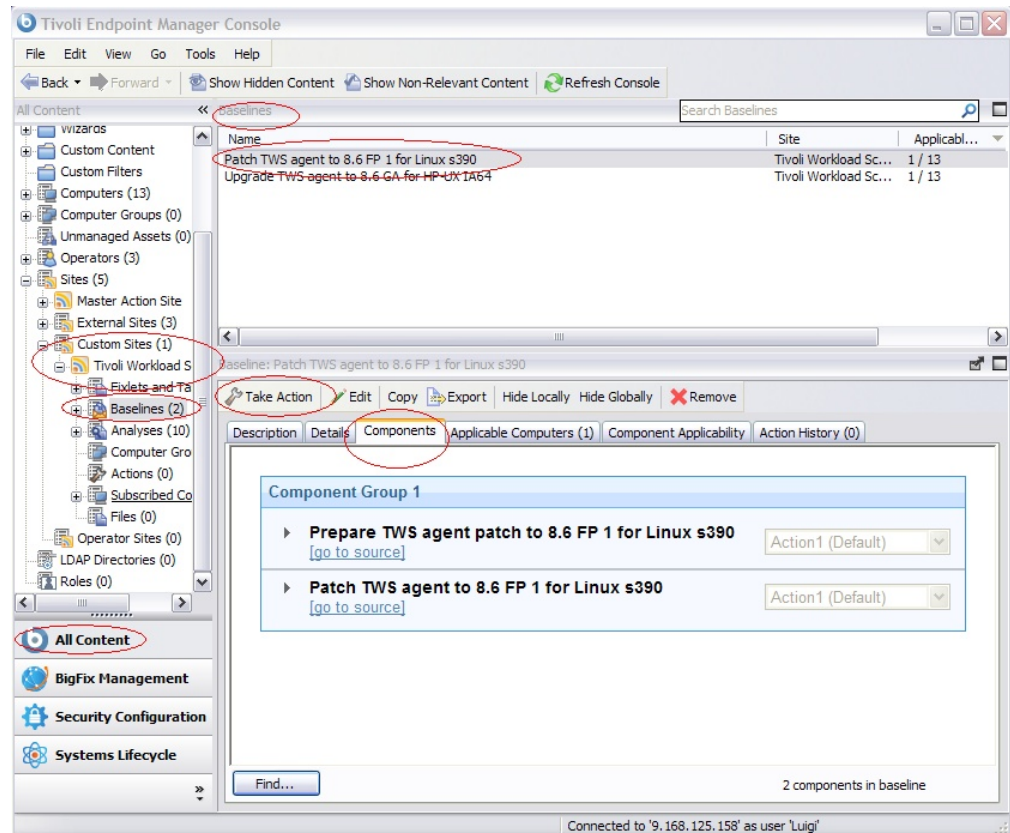 Tivoli Endpoint Manager Console
File Edit View Go Tools Help
Back Forward Show Hidden Content Show Non-Relevant Content Refresh Console
All Content «
Wizards
Custom Content
Custom Filters
Computers (13)
Computer Groups (0)
Unmanaged Assets (0)
Operators (3)
Sites (5)
Master Action Site
External Sites (3)
Custom Sites (1)
Tivoli Workload S
Fixlets and Ta
Baselines (2)
Analyses (10)
Computer Gro
Actions (0)
Subscribed Co
Files (0)
Operator Sites (0)
LDAP Directories (0)
Roles (0)
All Content
BigFix Management
Security Configuration
Systems Lifecycle
»
Baselines Search Baselines
Name Site Applicabl...
Patch TWS agent to 8.6 FP 1 for Linux s390 Tivoli Workload Sc... 1 / 13
Upgrade TWS agent to 8.6 GA for HP-UX IA64 Tivoli Workload Sc... 1 / 13
Baseline: Patch TWS agent to 8.6 FP 1 for Linux s390
Take Action Edit Copy Export Hide Locally Hide Globally Remove
Description Details Components Applicable Computers (1) Component Applicability Action History (0)
Component Group 1
Prepare TWS agent patch to 8.6 FP 1 for Linux s390 Action1 (Default)
[go to source]
Patch TWS agent to 8.6 FP 1 for Linux s390 Action1 (Default)
[go to source]
Find... 2 components in baseline
Connected to '9.168.125.158' as user 'Luigi'